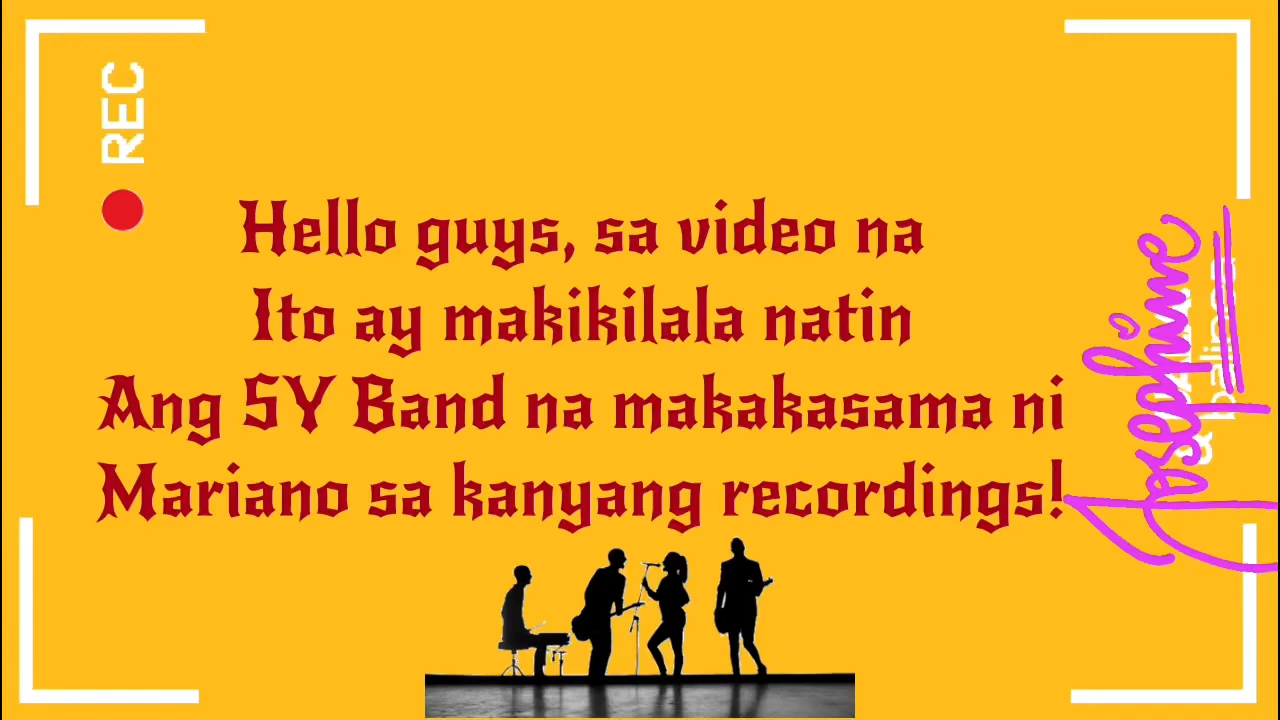 REC
Hello guys, sa video na
Ito ay makikilala natin
Ang SY Band na makakasama ni
Mariano sa kanyang recordings!
Josephine